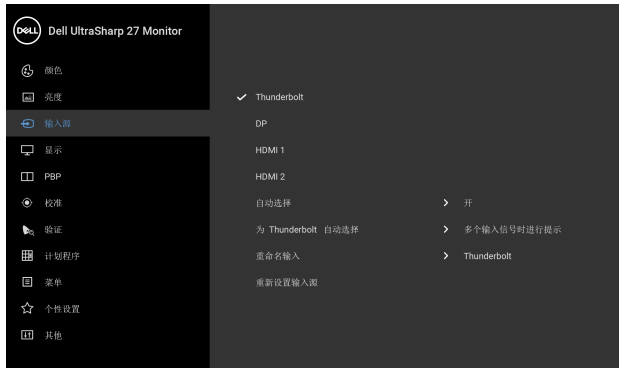 DELL Dell UltraSharp 27 Monitor
颜色
亮度
输入源
显示
PBP
校准
验证
计划程序
菜单
个性设置
其他
Thunderbolt
DP
HDMI 1
HDMI 2
自动选择 开
为 Thunderbolt 自动选择 多个输入信号时进行提示
重命名输入 Thunderbolt
重新设置输入源